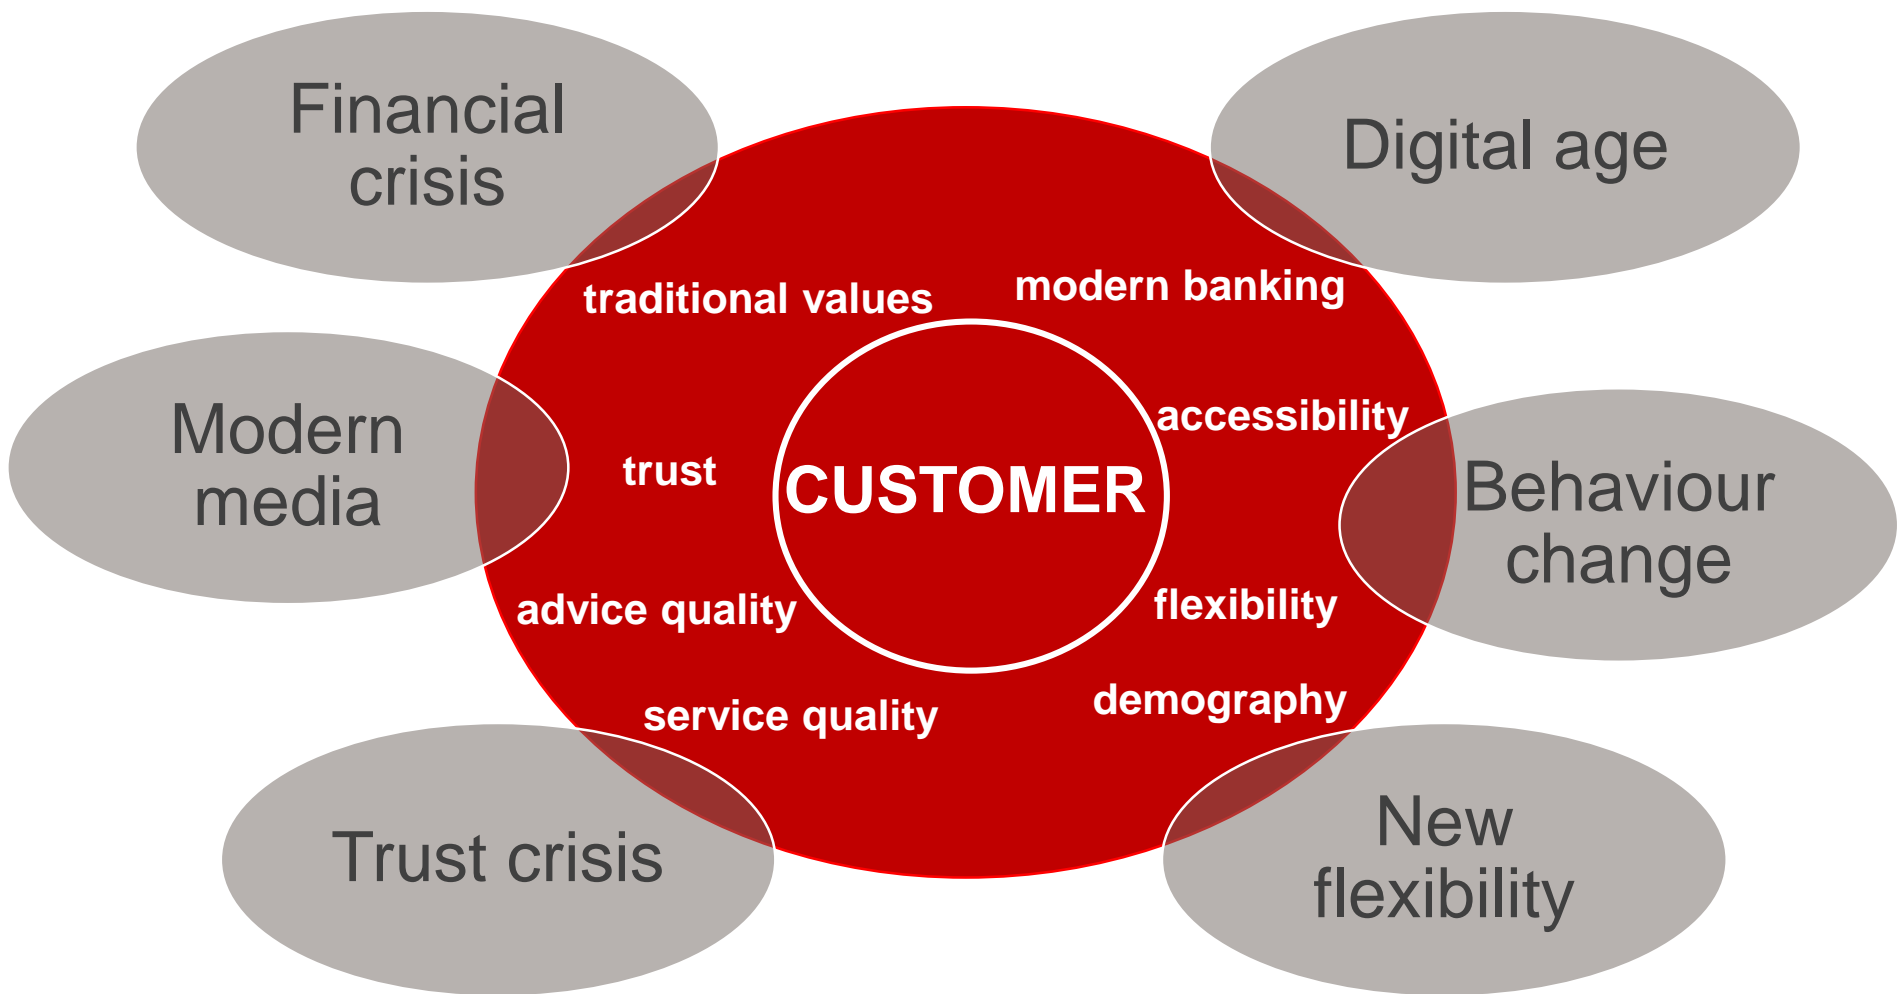 Financial
crisis
Digital age
traditional values
modern banking
Modern
media
trust
CUSTOMER
accessibility
Behaviour
change
advice quality
flexibility
service quality
demography
Trust crisis
New
flexibility